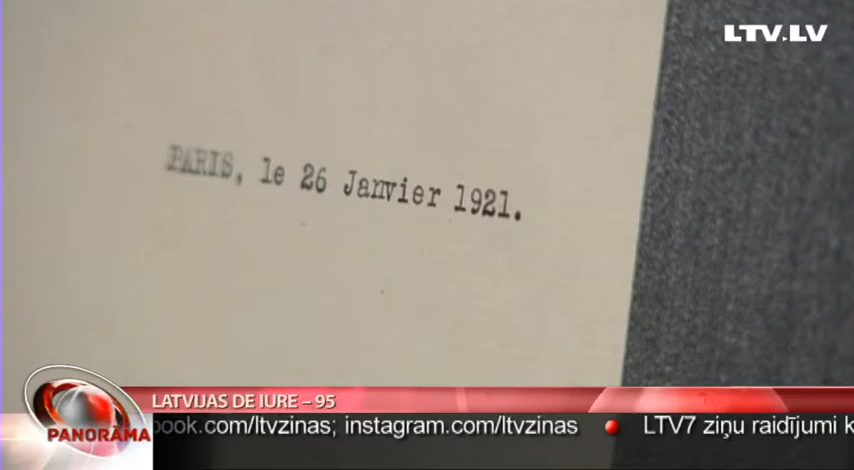 LTV.LV
PARIS, le 26 Janvier 1921.
LATVIJAS DE IURE – 95
PANORĀMA
book.com/ltvzinas; instagram.com/ltvzinas
LTV7 ziņu raidījumi k